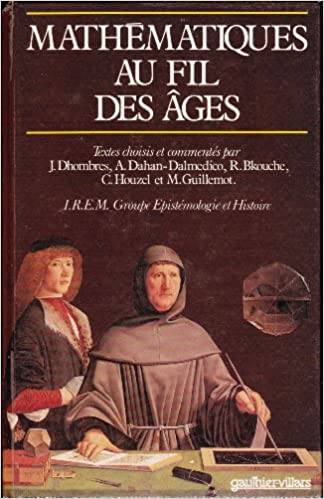 MATHÉMATIQUES
AU FIL
DES ÂGES
Textes choisis et commentés par
J. Dhombres, A. Dahan-Dalmedico, R. Bkouche,
C. Houzel et M. Guillemot.
I.R.E.M. Groupe Epistémologie et Histoire
gauthier-villars